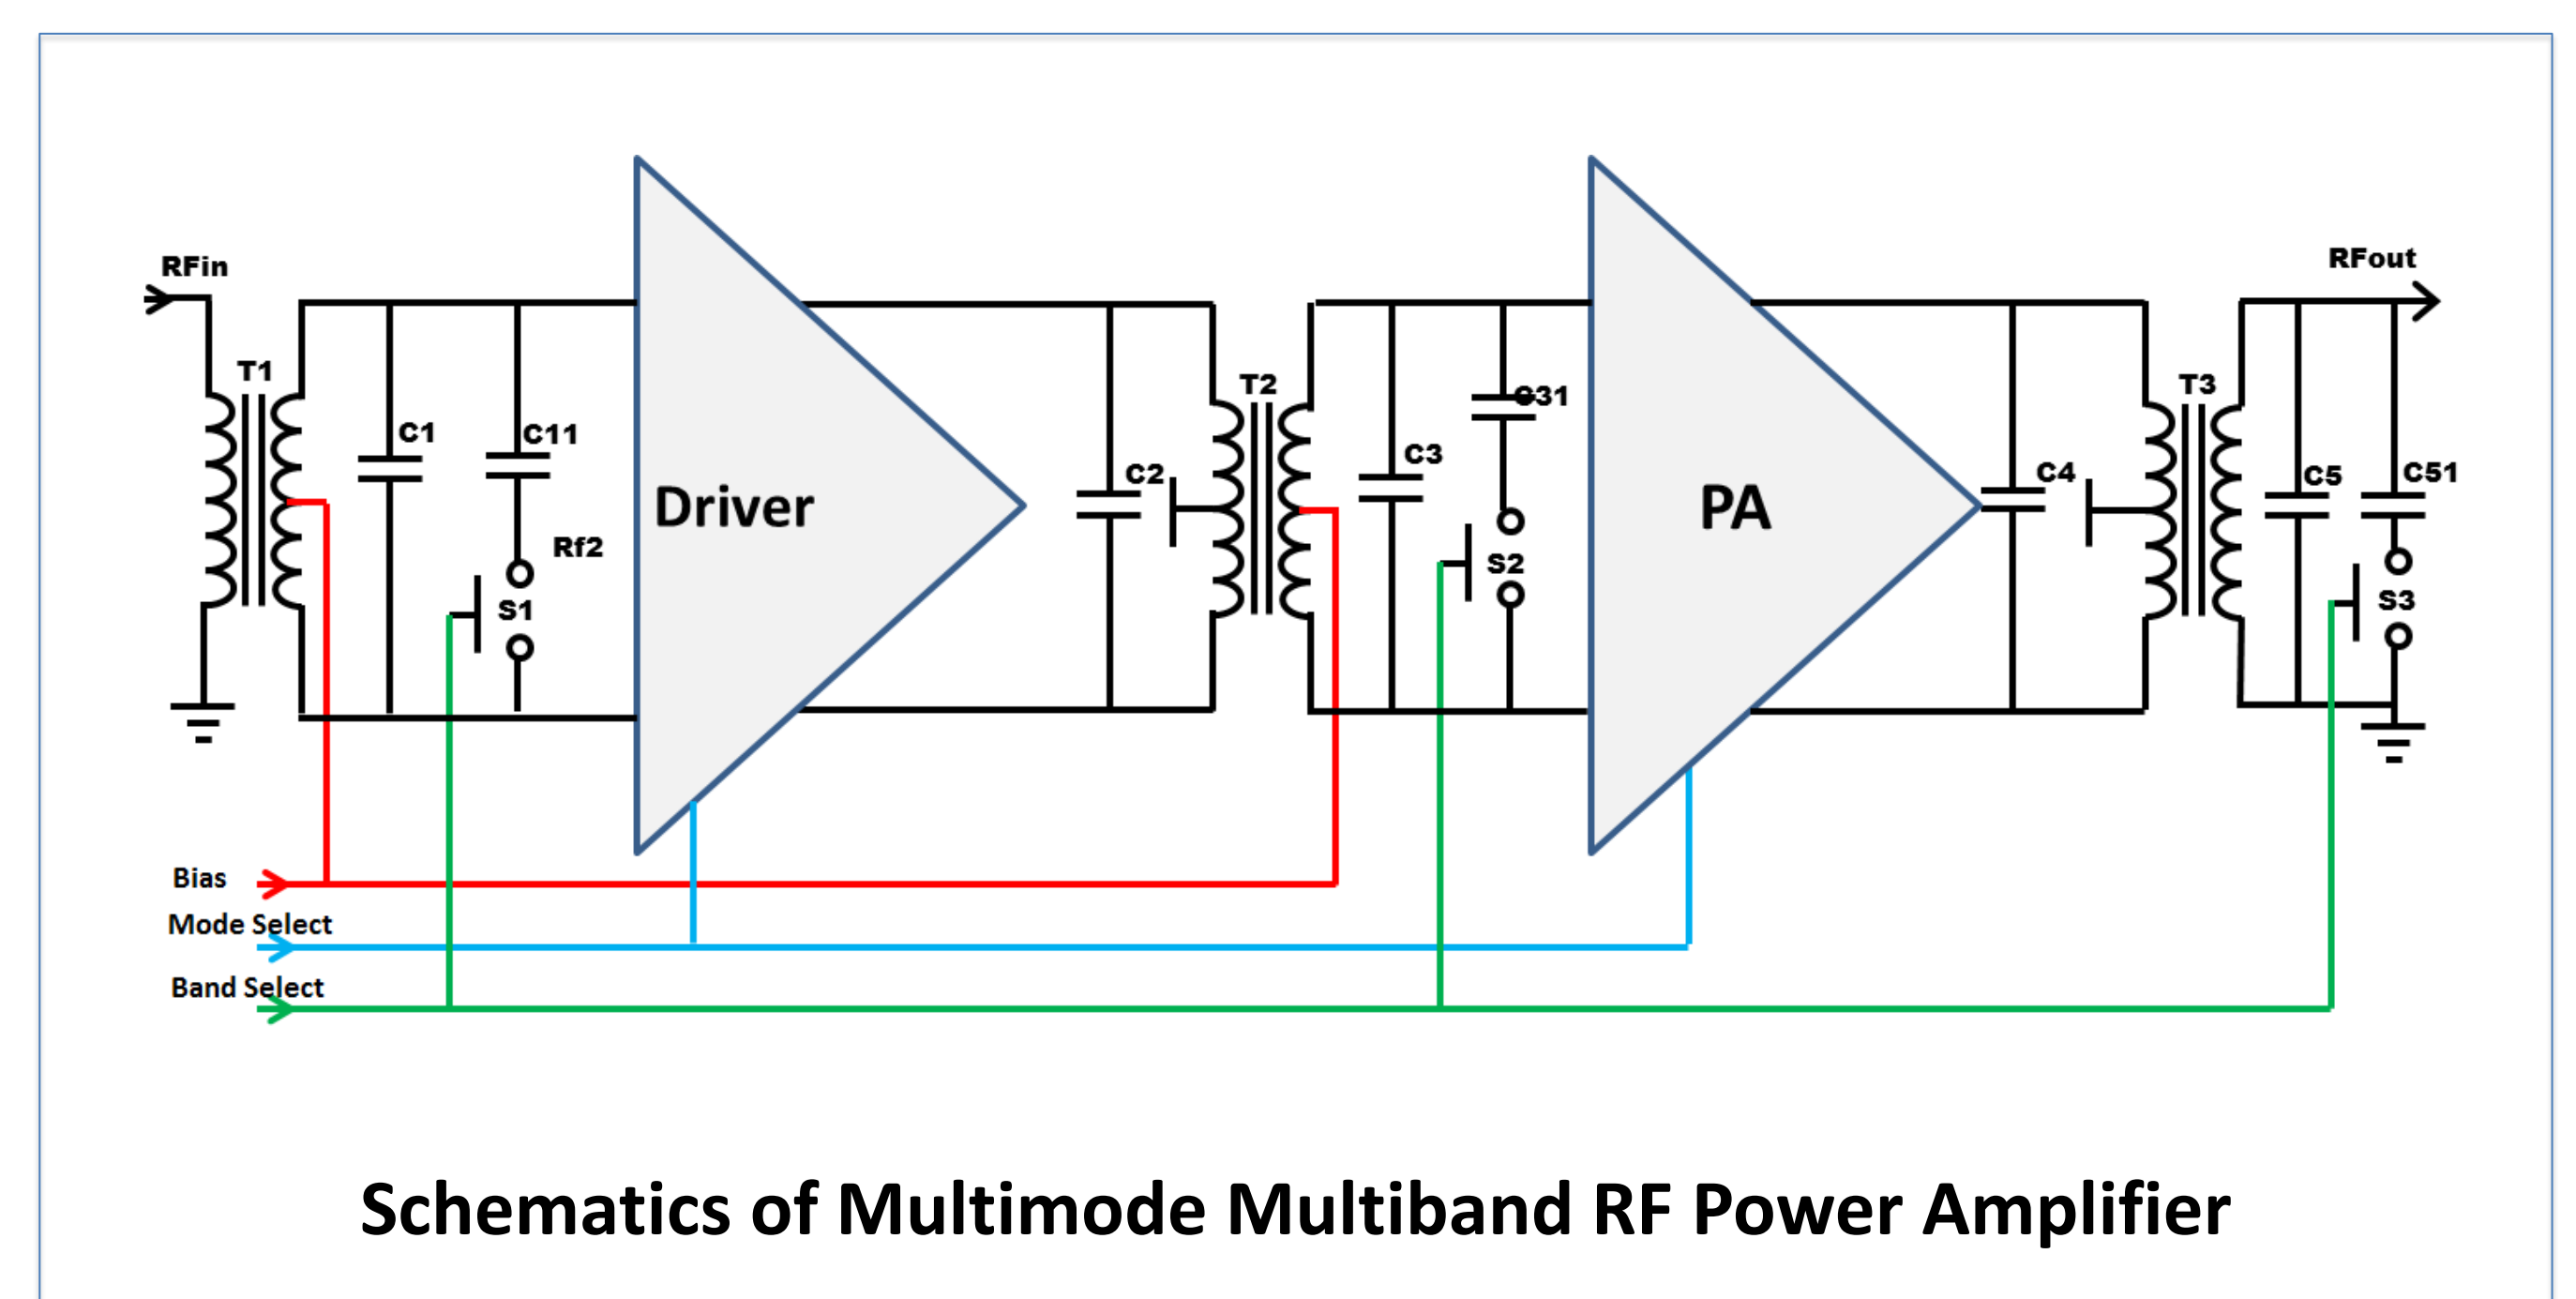 RFin
RFout
T1
T2
T3
C1
C11
C2
C3
C31
C4
C5
C51
Rf2
S1
S2
S3
Driver
PA
Bias
Mode Select
Band Select
Schematics of Multimode Multiband RF Power Amplifier